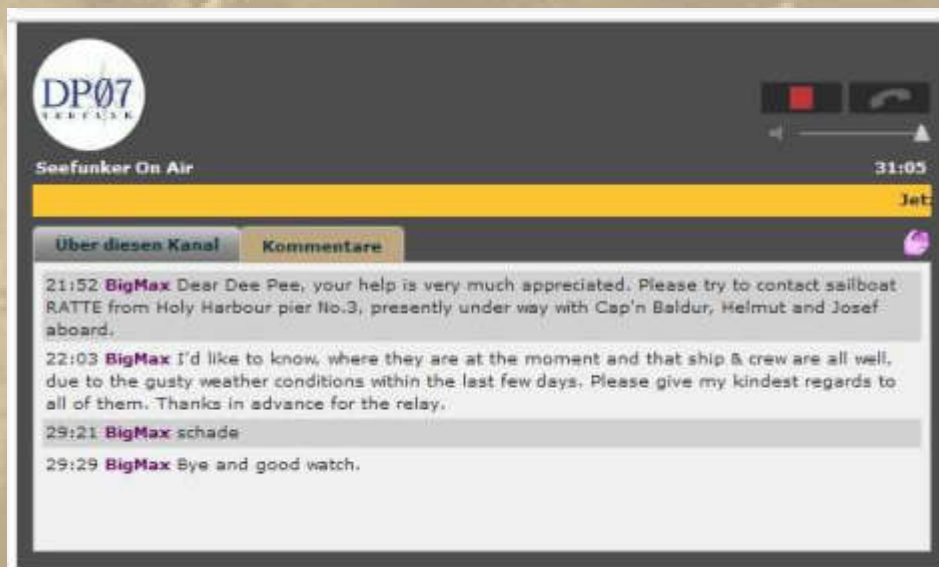 DP07
SEEFUNK
Seefunker On Air
31:05
Jet
Über diesen Kanal
Kommentare
21:52 BigMax Dear Dee Pee, your help is very much appreciated. Please try to contact sailboat
RATTE from Holy Harbour pier No.3, presently under way with Cap'n Baldur, Helmut and Josef
aboard.
22:03 BigMax I'd like to know, where they are at the moment and that ship & crew are all well,
due to the gusty weather conditions within the last few days. Please give my kindest regards to
all of them. Thanks in advance for the relay.
29:21 BigMax schade
29:29 BigMax Bye and good watch.